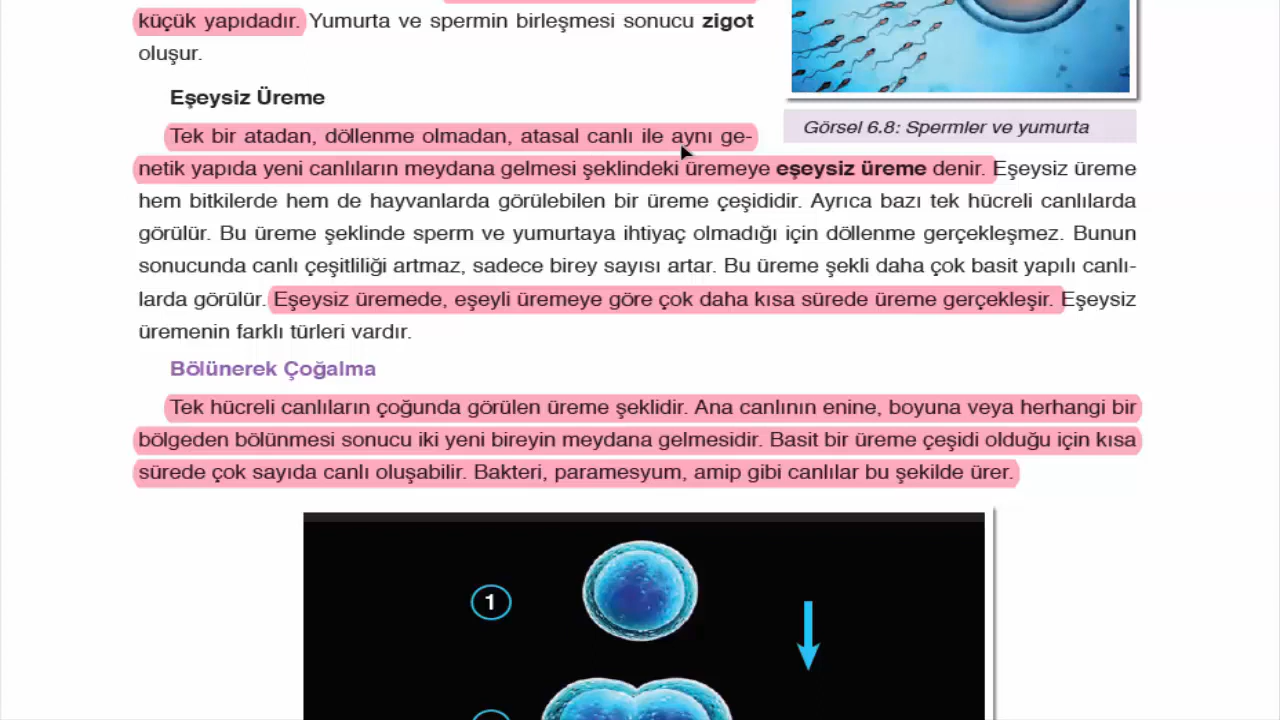 küçük yapıdadır. Yumurta ve spermin birleşmesi sonucu zigot
oluşur.
Eşeysiz Üreme
Tek bir atadan, döllenme olmadan, atasal canlı ile aynı ge-
Görsel 6.8: Spermler ve yumurta
netik yapıda yeni canlıların meydana gelmesi şeklindeki üremeye eşeysiz üreme denir. Eşeysiz üreme
hem bitkilerde hem de hayvanlarda görülebilen bir üreme çeşididir. Ayrıca bazı tek hücreli canlılarda
görülür. Bu üreme şeklinde sperm ve yumurtaya ihtiyaç olmadığı için döllenme gerçekleşmez. Bunun
sonucunda canlı çeşitliliği artmaz, sadece birey sayısı artar. Bu üreme şekli daha çok basit yapılı canlı-
larda görülür. Eşeysiz üremede, eşeyli üremeye göre çok daha kısa sürede üreme gerçekleşir. Eşeysiz
üremenin farklı türleri vardır.
Bölünerek Çoğalma
Tek hücreli canlıların çoğunda görülen üreme şeklidir. Ana canlının enine, boyuna veya herhangi bir
bölgeden bölünmesi sonucu iki yeni bireyin meydana gelmesidir. Basit bir üreme çeşidi olduğu için kısa
sürede çok sayıda canlı oluşabilir. Bakteri, paramesyum, amip gibi canlılar bu şekilde ürer.
1